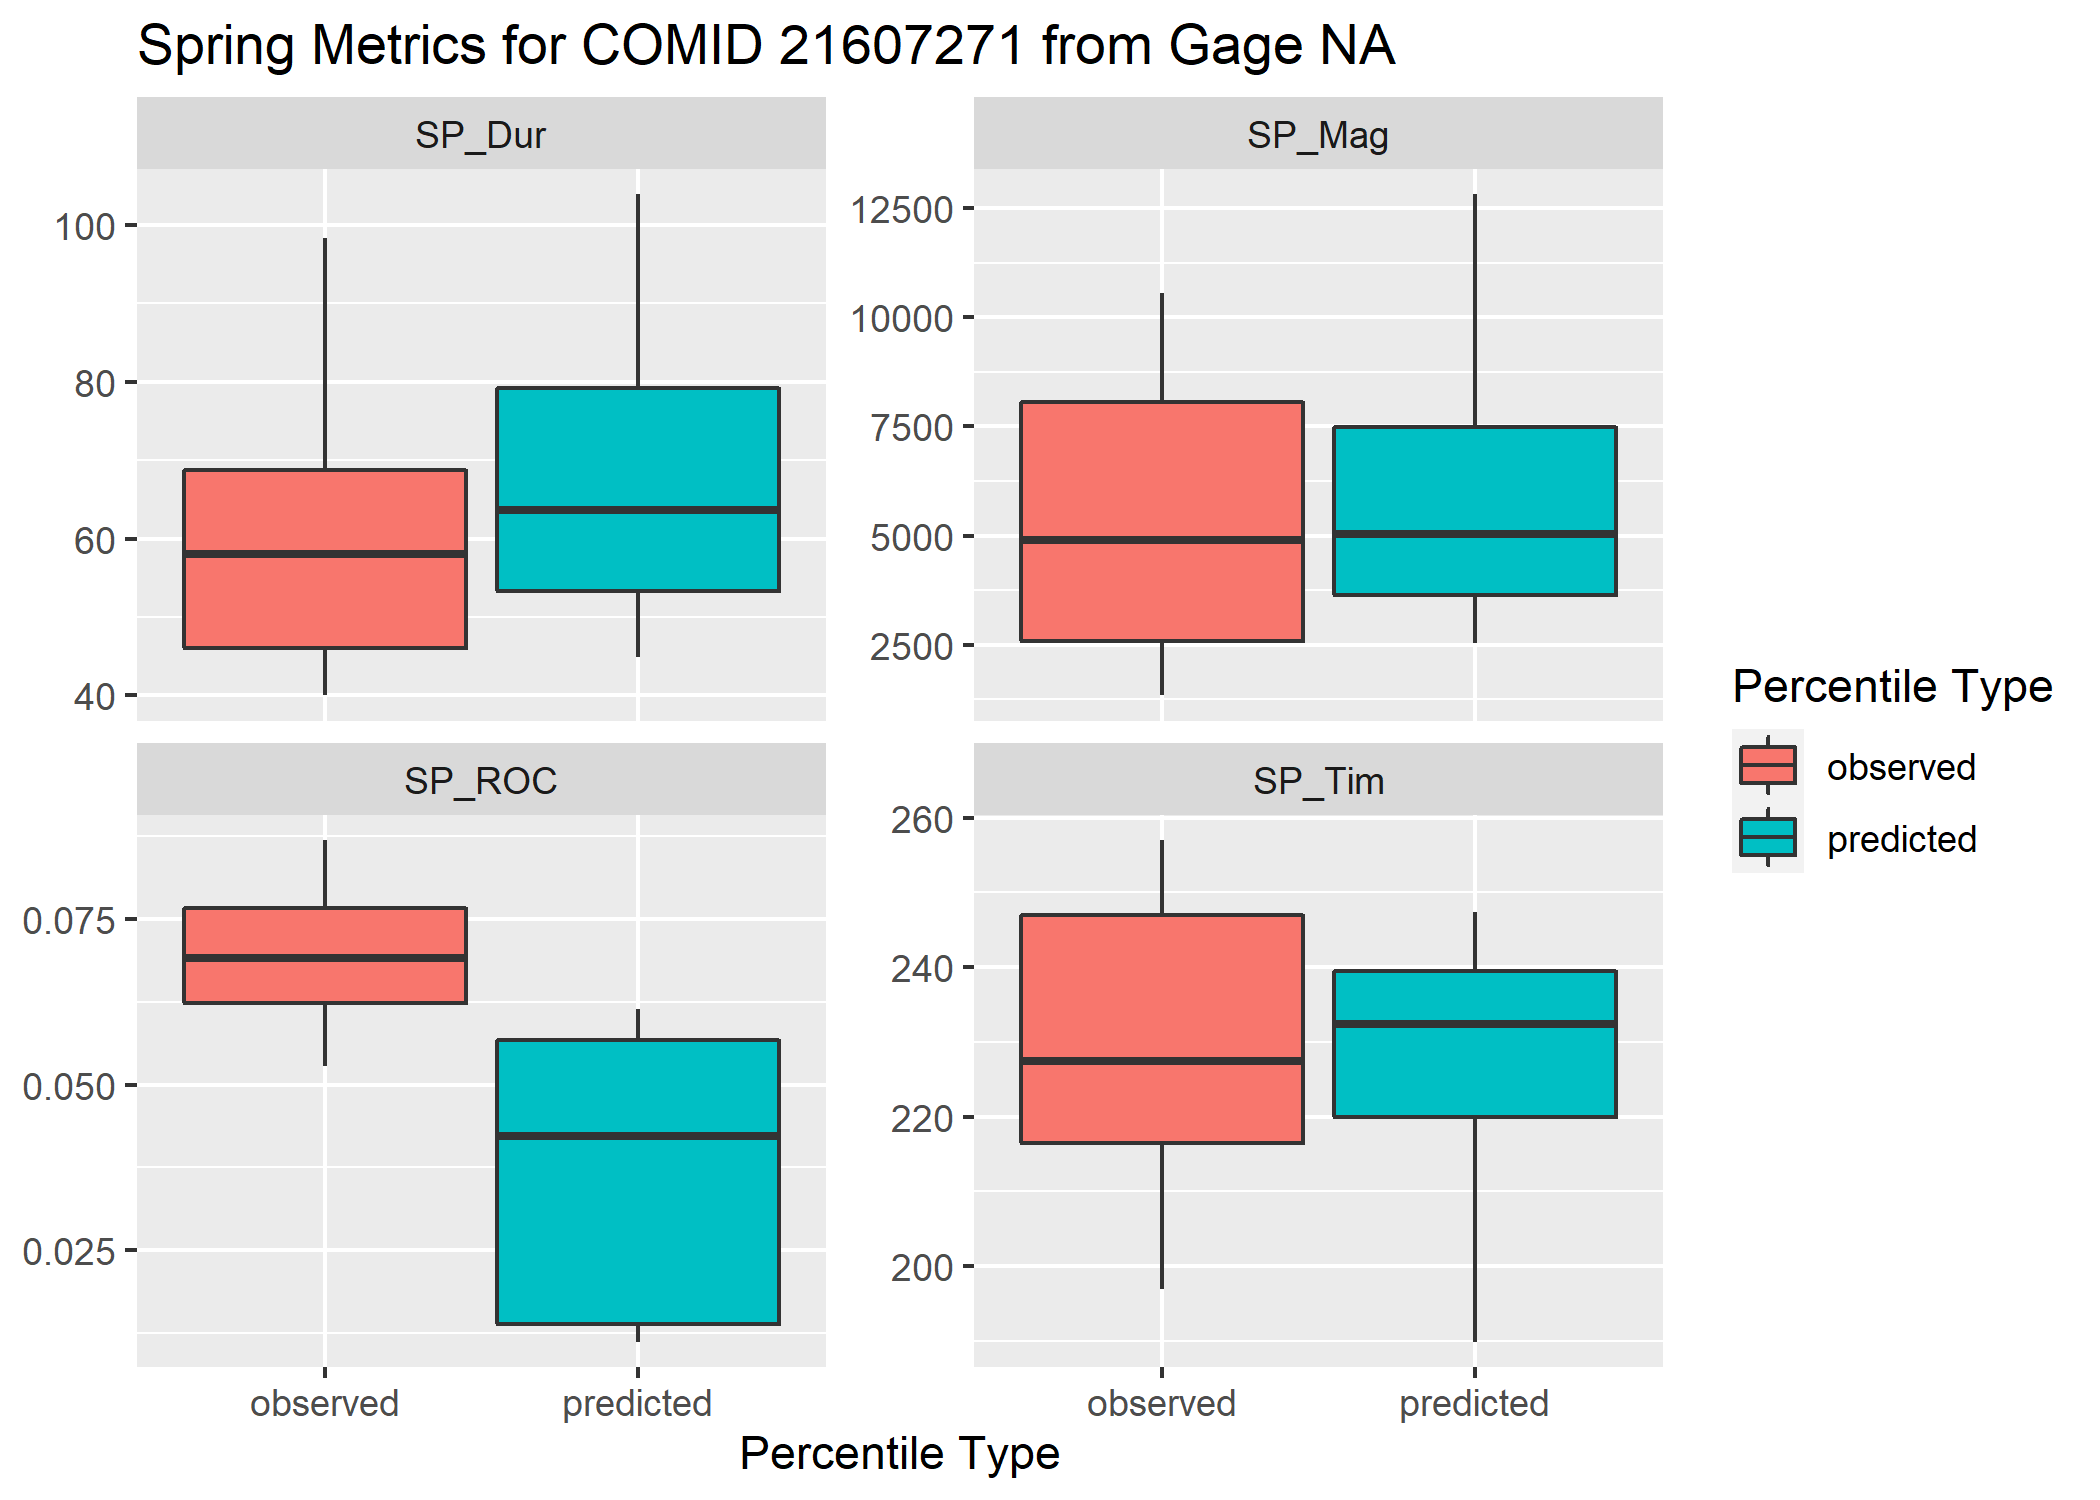 Spring Metrics for COMID 21607271 from Gage NA
SP_Dur
SP_Mag
100
80
60
40
12500
10000
7500
5000
2500
SP_ROC
SP_Tim
0.075
0.050
0.025
260
240
220
200
observed
predicted
observed
predicted
Percentile Type
Percentile Type
observed
predicted